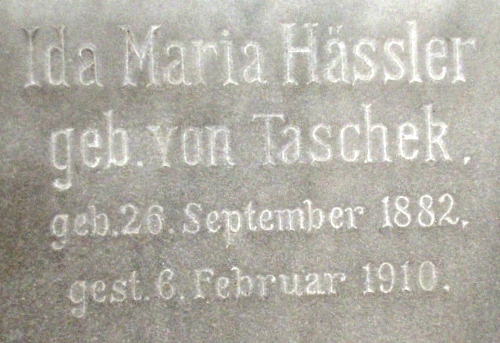 Ida Maria Hässler
geb. von Taschek.
geb. 26. September 1882.
gest. 6. Februar 1910.